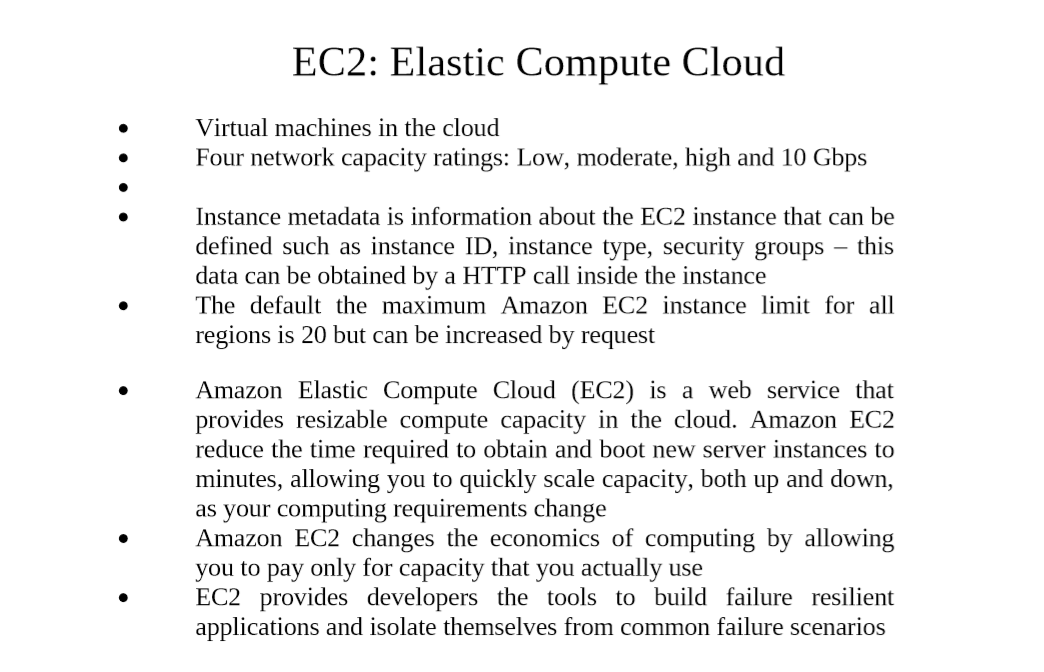 EC2: Elastic Compute Cloud
• Virtual machines in the cloud
• Four network capacity ratings: Low, moderate, high and 10 Gbps
•
• Instance metadata is information about the EC2 instance that can be
defined such as instance ID, instance type, security groups – this
data can be obtained by a HTTP call inside the instance
• The default the maximum Amazon EC2 instance limit for all
regions is 20 but can be increased by request
• Amazon Elastic Compute Cloud (EC2) is a web service that
provides resizable compute capacity in the cloud. Amazon EC2
reduce the time required to obtain and boot new server instances to
minutes, allowing you to quickly scale capacity, both up and down,
as your computing requirements change
• Amazon EC2 changes the economics of computing by allowing
you to pay only for capacity that you actually use
• EC2 provides developers the tools to build failure resilient
applications and isolate themselves from common failure scenarios